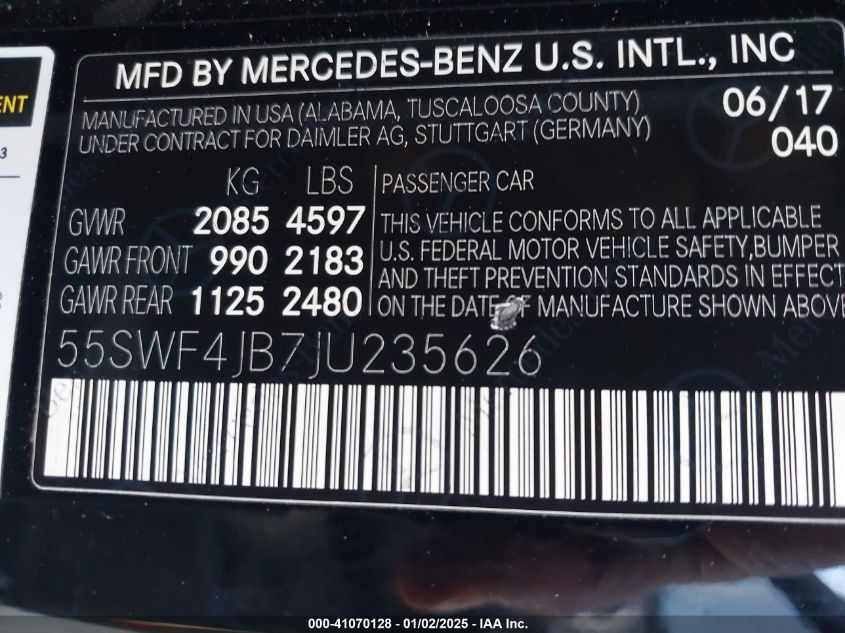 ENT
3
MFD BY MERCEDES-BENZ U.S. INTL., INC
MANUFACTURED IN USA (ALABAMA, TUSCALOOSA COUNTY)
UNDER CONTRACT FOR DAIMLER AG, STUTTGART (GERMANY)
06/17
040
KG LBS
GVWR 2085 4597
GAWR FRONT 990 2183
GAWR REAR 1125 2480
PASSENGER CAR
THIS VEHICLE CONFORMS TO ALL APPLICABLE
U.S. FEDERAL MOTOR VEHICLE SAFETY,BUMPER
AND THEFT PREVENTION STANDARDS IN EFFECT
ON THE DATE OF MANUFACTURE SHOWN ABOVE
55SWF4JB7JU235626
000-41070128 - 01/02/2025 - IAA Inc.